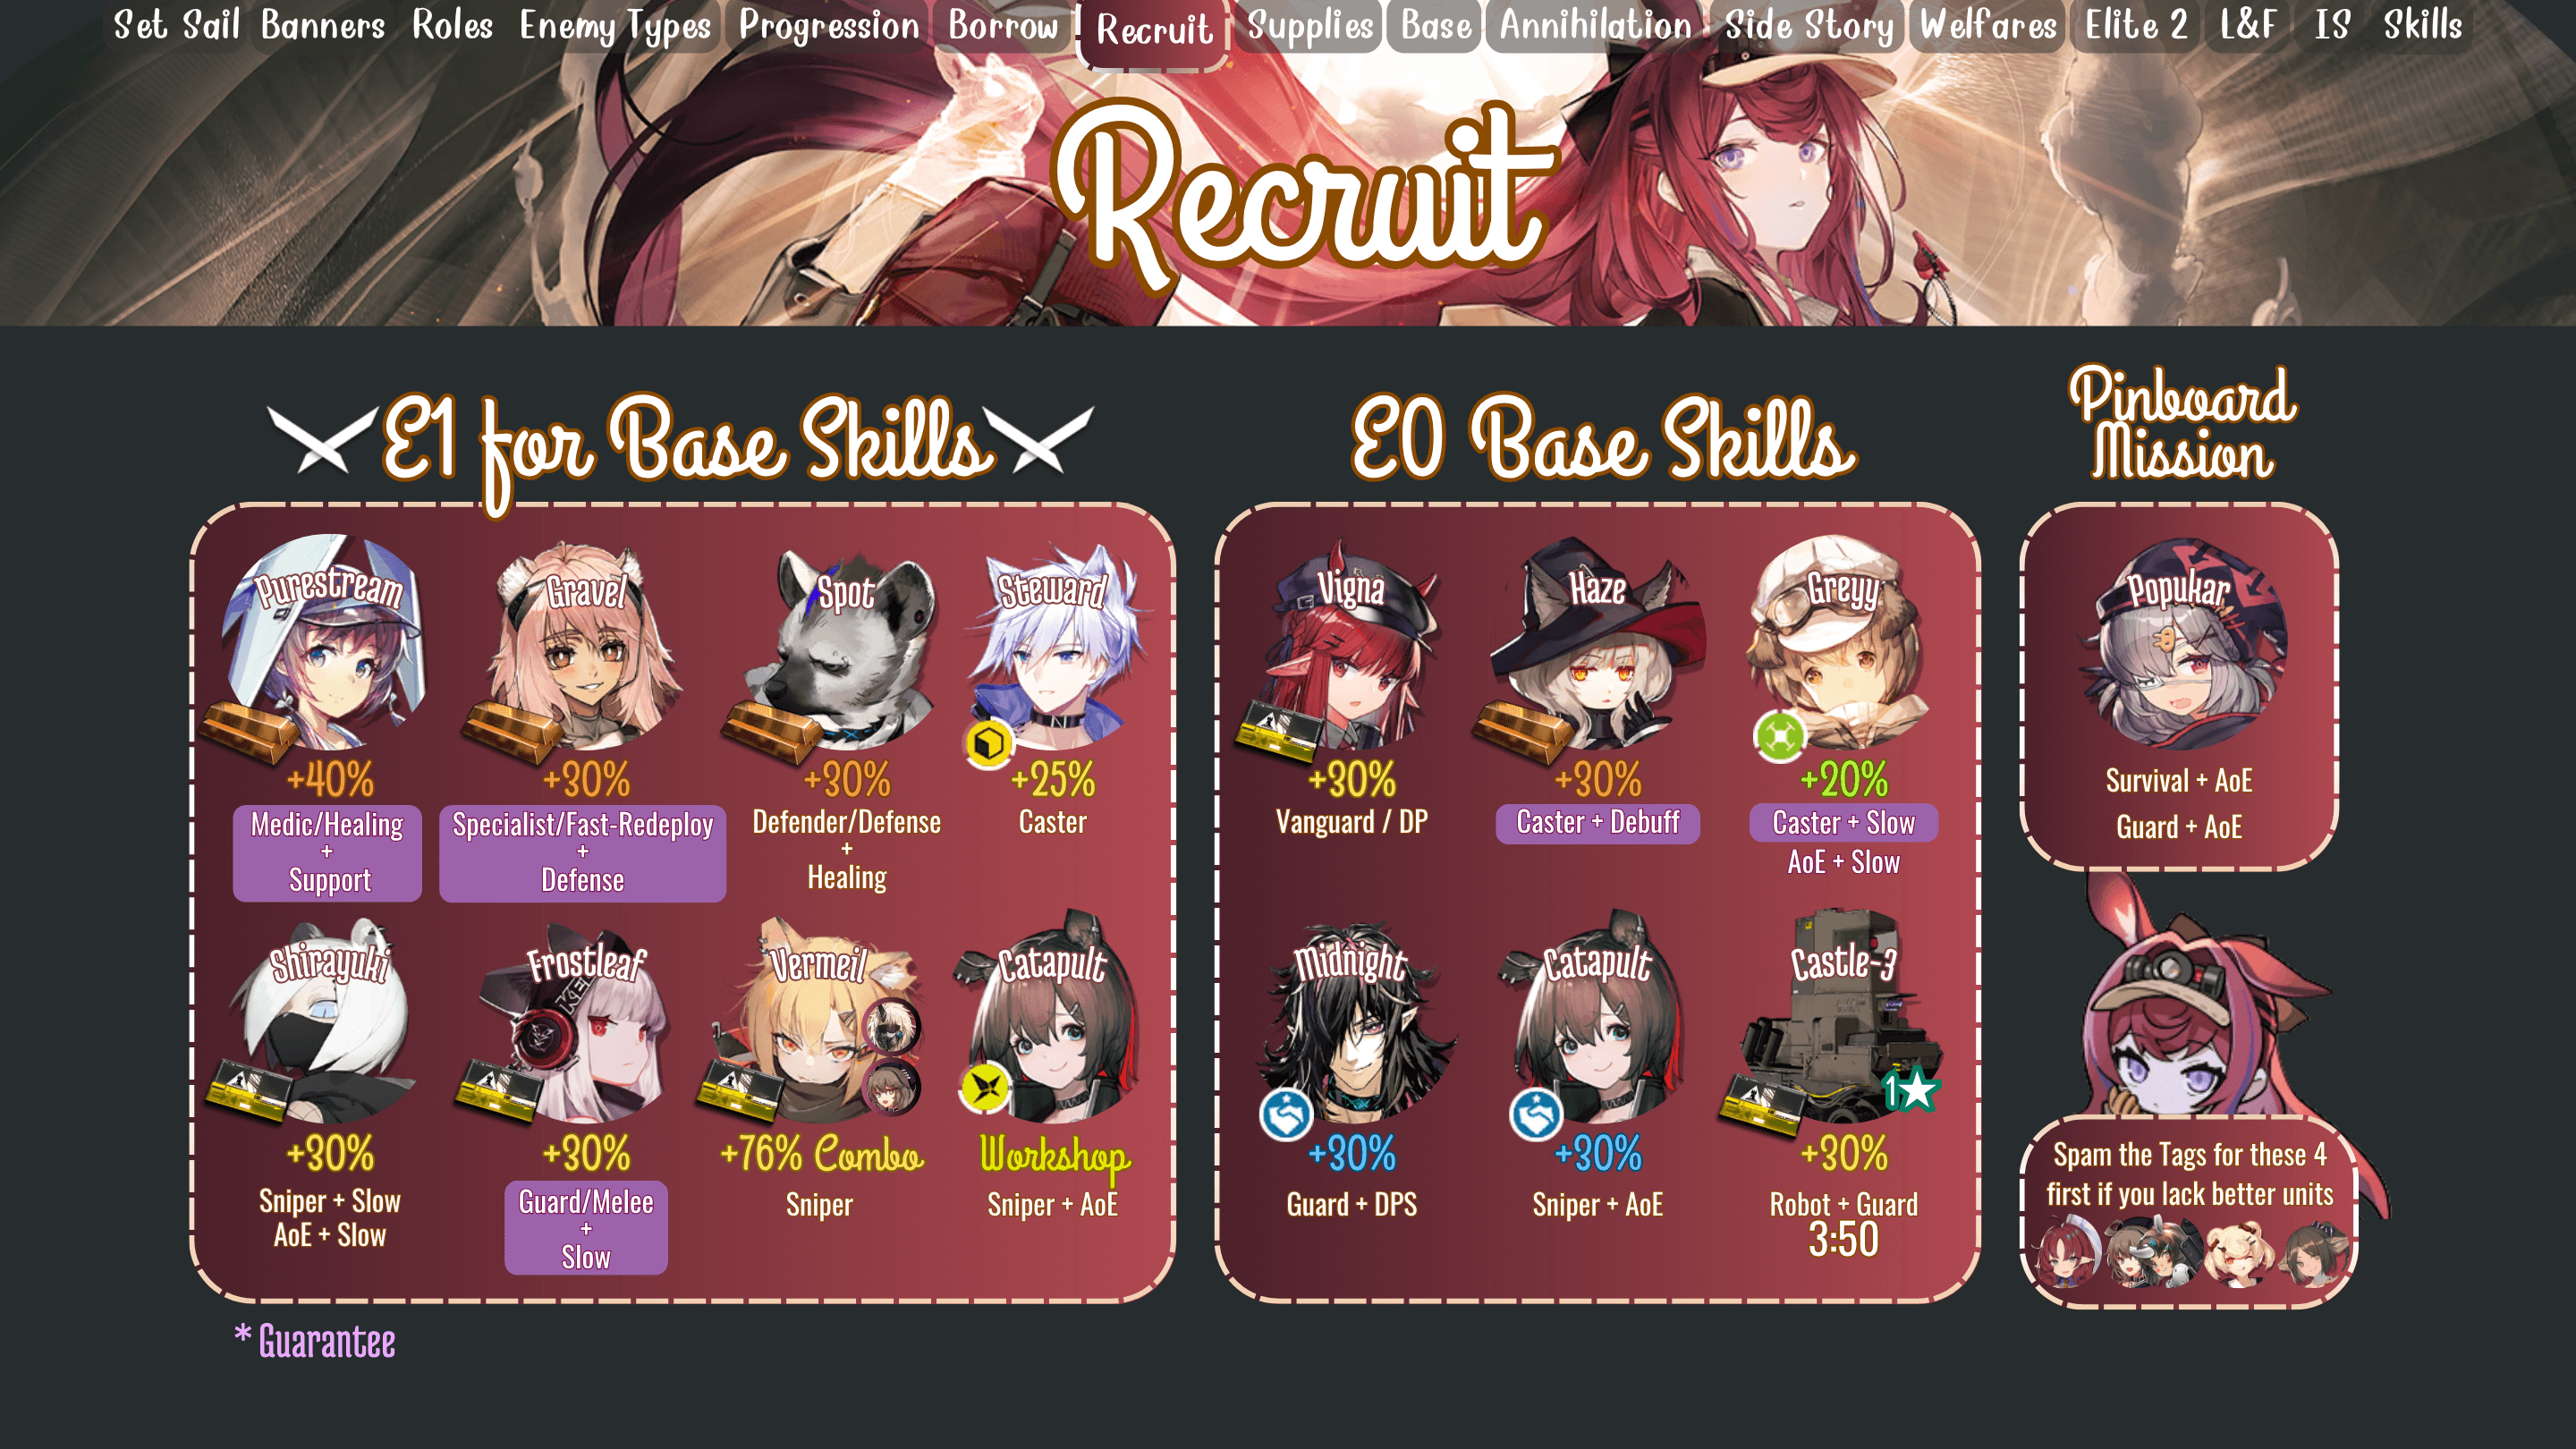 Set Sail Banners Roles Enemy Types Progression Borrow Recruit Supplies Base Annihilation Side Story Welfares Elite 2 L&F IS Skills
Recruit
E1 for Base Skills
Purestream
+40%
Medic/Healing
+
Support
Gravel
+30%
Specialist/Fast-Redeploy
+
Defense
Spot
+30%
Defender/Defense
+
Healing
Steward
+25%
Caster
Shirayuki
+30%
Sniper + Slow
AoE + Slow
Frostleaf
+30%
Guard/Melee
+
Slow
Vermeil
+76% Combo
Sniper
Catapult
Workshop
Sniper + AoE
* Guarantee
E0 Base Skills
Vigna
+30%
Vanguard / DP
Haze
+30%
Caster + Debuff
Greyy
+20%
Caster + Slow
AoE + Slow
Midnight
+30%
Guard + DPS
Catapult
+30%
Sniper + AoE
Castle-3
1
+30%
Robot + Guard
3:50
Pinboard
Mission
Popukar
Survival + AoE
Guard + AoE
Spam the Tags for these 4
first if you lack better units